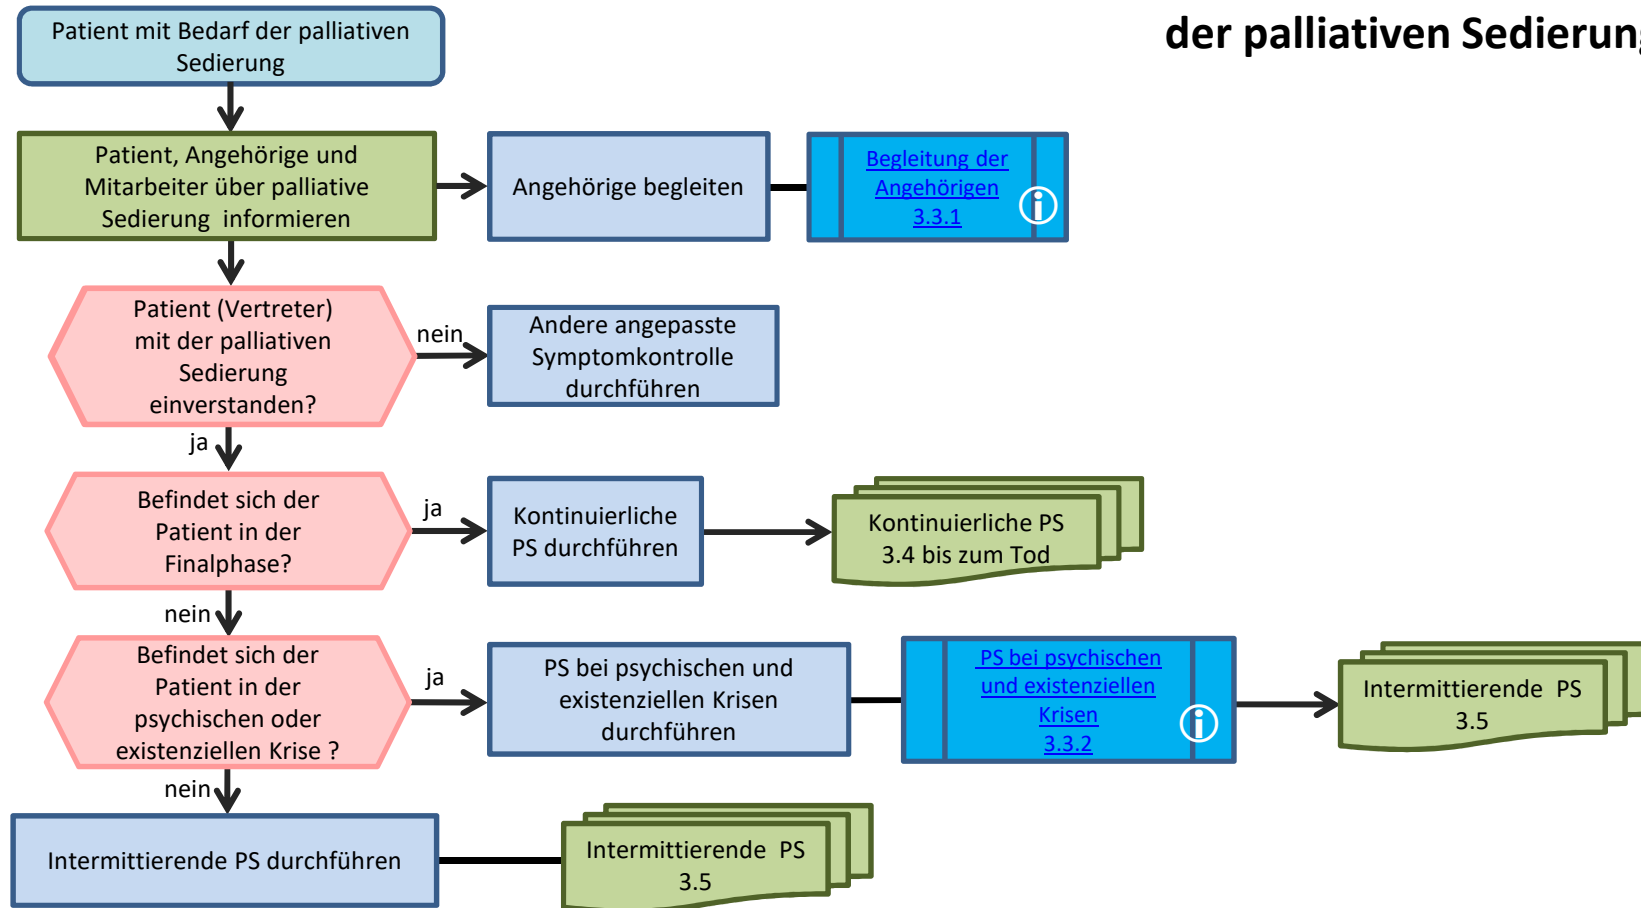 der palliativen Sedierung
Patient mit Bedarf der palliativen
Sedierung
Patient, Angehörige und
Mitarbeiter über palliative
Sedierung informieren
Angehörige begleiten
Begleitung der
Angehörigen
3.3.1
Patient (Vertreter)
mit der palliativen
Sedierung
einverstanden?
nein
Andere angepasste
Symptomkontrolle
durchführen
ja
Befindet sich der
Patient in der
Finalphase?
ja
Kontinuierliche
PS durchführen
Kontinuierliche PS
3.4 bis zum Tod
nein
Befindet sich der
Patient in der
psychischen oder
existenziellen Krise ?
ja
PS bei psychischen und
existenziellen Krisen
durchführen
PS bei psychischen
und existenziellen
Krisen
3.3.2
Intermittierende PS
3.5
nein
Intermittierende PS durchführen
Intermittierende PS
3.5